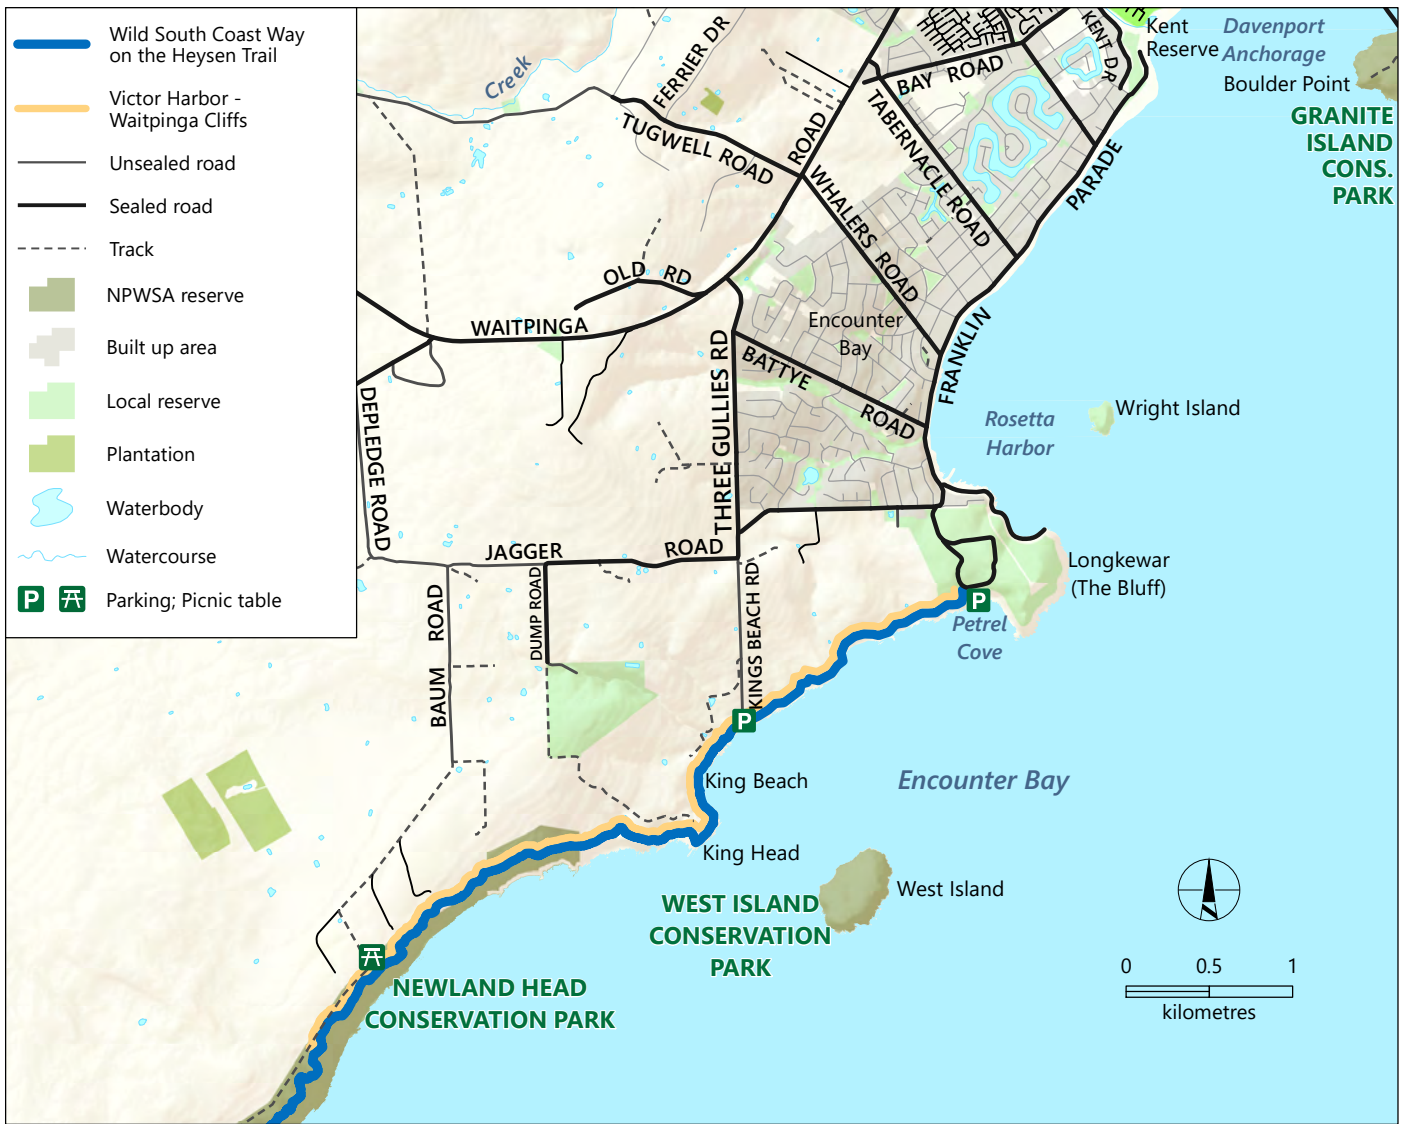 Wild South Coast Way
on the Heysen Trail
Victor Harbor -
Waitpinga Cliffs
Unsealed road
Sealed road
Track
NPWSA reserve
Built up area
Local reserve
Plantation
Waterbody
Watercourse
P
Parking; Picnic table
Creek
FERRIER DR
TUGWELL ROAD
ROAD
BAY ROAD
KENT DR
Kent
Reserve
Davenport
Anchorage
Boulder Point
GRANITE
ISLAND
CONS.
PARK
TABERNACLE ROAD
PARADE
WHALERS ROAD
OLD RD
WAITPINGA
Encounter
Bay
FRANKLIN
THREE GULLIES RD
BATTYE
ROAD
Rosetta
Harbor
Wright Island
DEPLEDGE ROAD
JAGGER
ROAD
Longkewar
(The Bluff)
P
Petrel
Cove
BAUM ROAD
DUMP ROAD
KINGS BEACH RD
P
King Beach
Encounter Bay
King Head
West Island
WEST ISLAND
CONSERVATION
PARK
NEWLAND HEAD
CONSERVATION PARK
0 0.5 1
kilometres